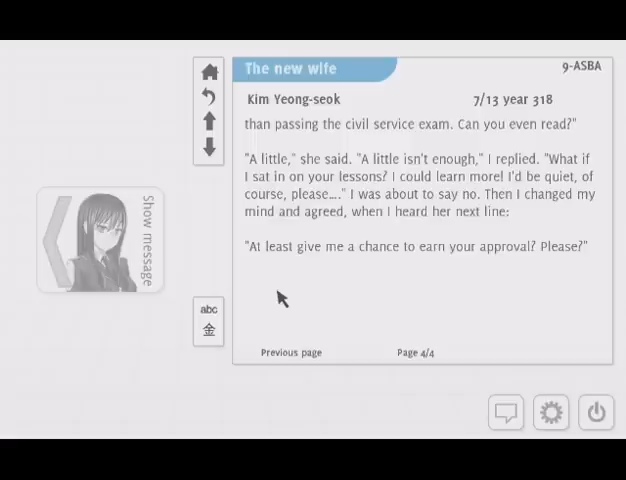 The new wife
9-ASBA
Kim Yeong-seok
7/13 year 318
than passing the civil service exam. Can you even read?"
"A little," she said. "A little isn't enough," I replied. "What if
I sat in on your lessons? I could learn more! I'd be quiet, of
course, please...." I was about to say no. Then I changed my
mind and agreed, when I heard her next line:
"At least give me a chance to earn your approval? Please?"
Show message
abc
金
Previous page
Page 4/4